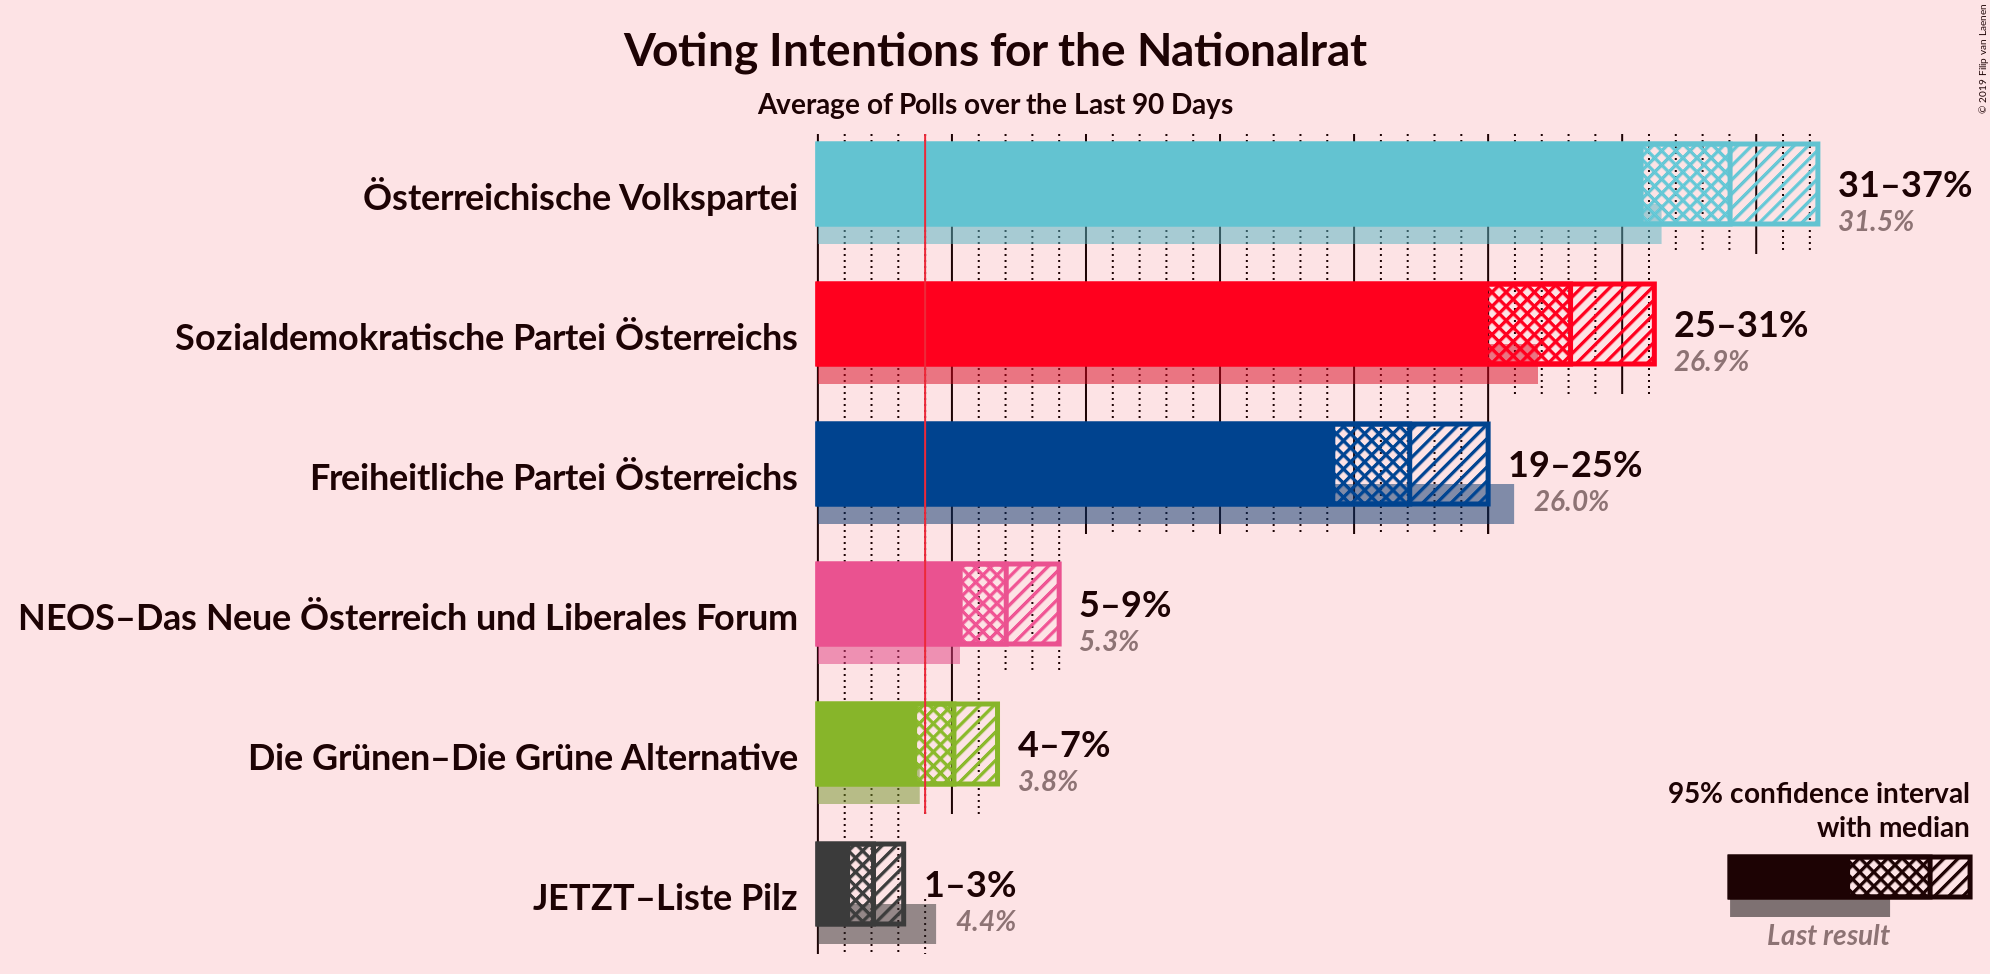 Voting Intentions for the Nationalrat
Average of Polls over the Last 90 Days
© 2019 Filip van Laenen
Österreichische Volkspartei
31–37%
31.5%
Sozialdemokratische Partei Österreichs
25–31%
26.9%
Freiheitliche Partei Österreichs
19–25%
26.0%
NEOS–Das Neue Österreich und Liberales Forum
5–9%
5.3%
Die Grünen–Die Grüne Alternative
4–7%
3.8%
JETZT–Liste Pilz
1–3%
4.4%
95% confidence interval
with median
Last result